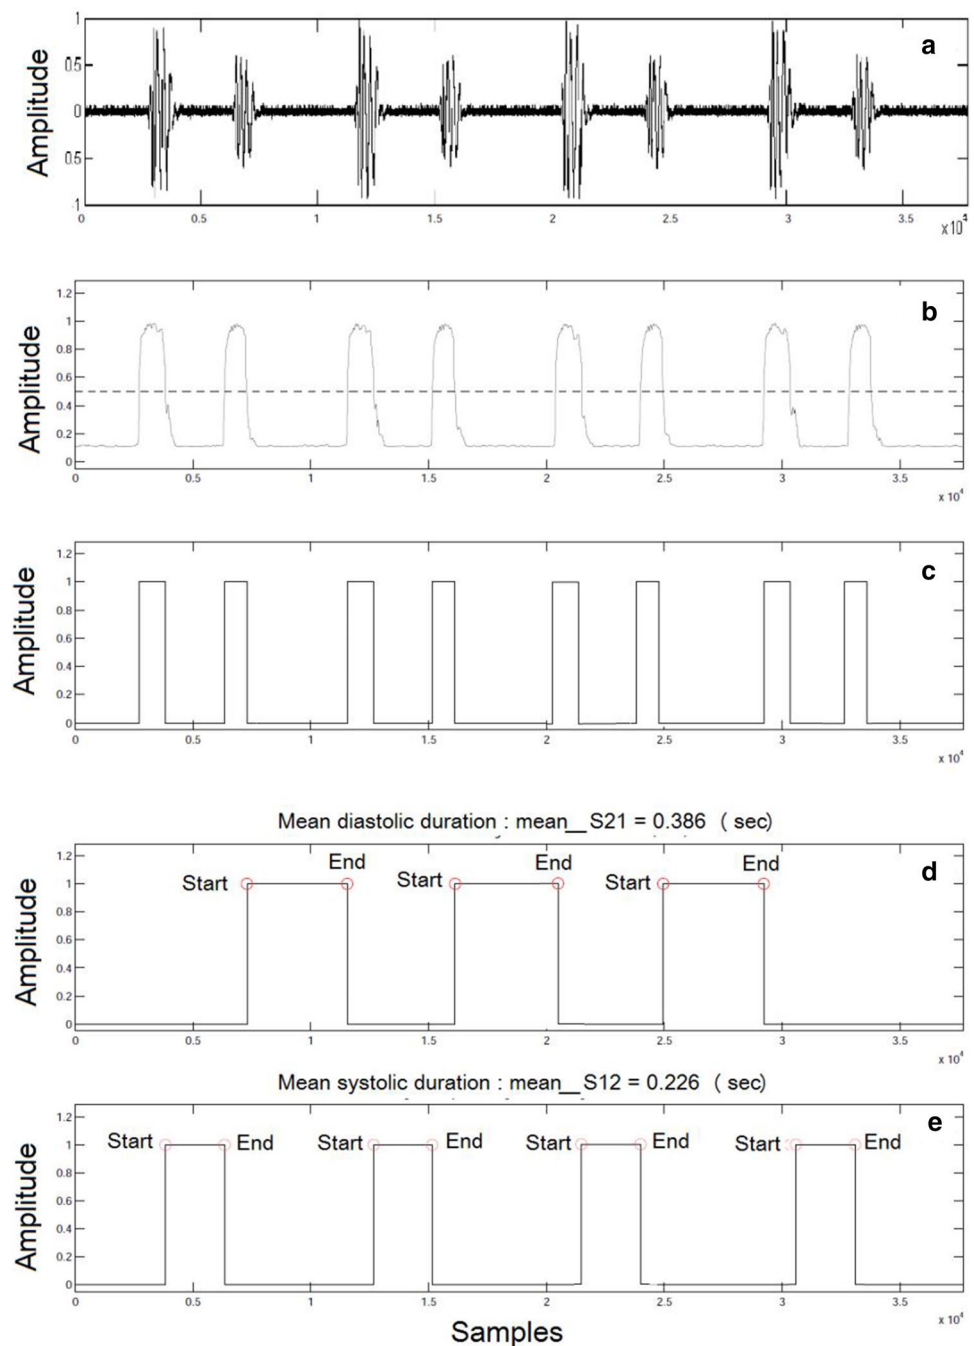 1
a
0.5
Amplitude
0
0.5
-1
0 0.5 1 1.5 2 2.5 3 3.5
x10⁴
1.2
b
1
0.8
Amplitude
0.6
0.4
0.2
0
0 0.5 1 1.5 2 2.5 3 3.5
x 10⁴
1.2
c
1
0.8
Amplitude
0.6
0.4
0.2
0
0 0.5 1 1.5 2 2.5 3 3.5
x 10⁴
Mean diastolic duration : mean__S21 = 0.386 ( sec)
1.2
End End End
d
Start Start Start
1
0.8
Amplitude
0.6
0.4
0.2
0
0 0.5 1 1.5 2 2.5 3 3.5
x 10⁴
Mean systolic duration : mean__S12 = 0.226 ( sec)
1.2
e
Start End Start End Start End Start End
1
0.8
Amplitude
0.6
0.4
0.2
0
0 0.5 1 1.5 2 2.5 3 3.5
x 10⁴
Samples